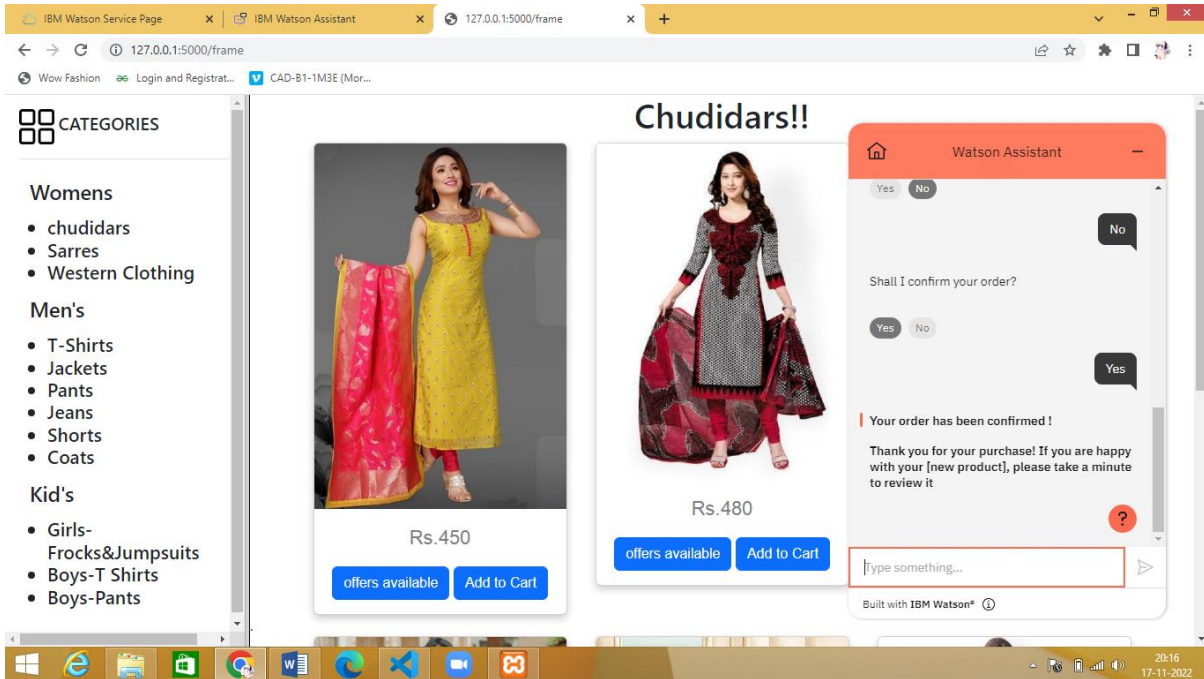 IBM Watson Service Page
IBM Watson Assistant
127.0.0.1:5000/frame
127.0.0.1:5000/frame
Wow Fashion
Login and Registrat...
CAD-B1-1M3E (Mor...
CATEGORIES
Womens
chudidars
Sarres
Western Clothing
Men's
T-Shirts
Jackets
Pants
Jeans
Shorts
Coats
Kid's
Girls-
Frocks&Jumpsuits
Boys-T Shirts
Boys-Pants
Chudidars!!
Rs.450
offers available
Add to Cart
Rs.480
offers available
Add to Cart
Watson Assistant
Yes No
No
Shall I confirm your order?
Yes No
Yes
Your order has been confirmed !
Thank you for your purchase! If you are happy
with your [new product], please take a minute
to review it
?
Type something...
Built with IBM Watson®
20:16
17-11-2022